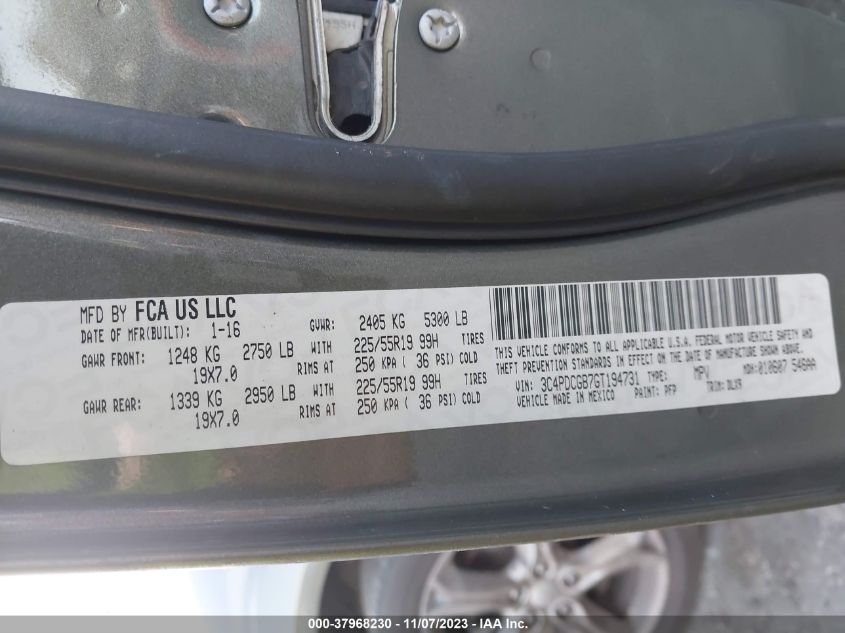 MFD BY FCA US LLC
DATE OF MFR(BUILT): 1-16 GVWR: 2405 KG 5300 LB
GAWR FRONT: 1248 KG 2750 LB WITH 225/55R19 99H TIRES
19X7.0 RIMS AT 250 KPA ( 36 PSI) COLD
GAWR REAR: 1339 KG 2950 LB WITH 225/55R19 99H TIRES
19X7.0 RIMS AT 250 KPA ( 36 PSI) COLD
THIS VEHICLE CONFORMS TO ALL APPLICABLE U.S.A. FEDERAL MOTOR VEHICLE SAFETY AND
THEFT PREVENTION STANDARDS IN EFFECT ON THE DATE OF MANUFACTURE SHOWN ABOVE.
VIN: 3C4PDCGB7GT194731 TYPE: MPV MDH: 010607 546AA
VEHICLE MADE IN MEXICO PAINT: PFP TRIM: DLXR
000-37968230 - 11/07/2023 - IAA Inc.